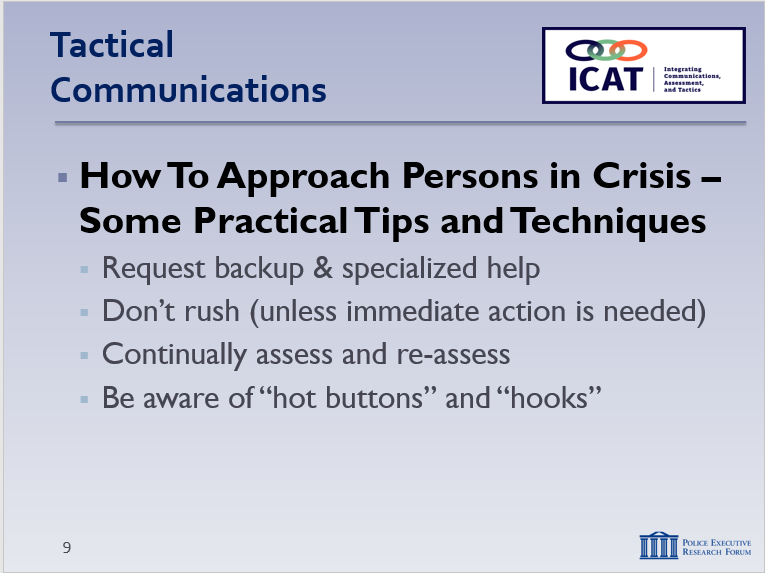 Tactical
Communications
ICAT
Integrating
Communications,
Assessment,
and Tactics
▪ How To Approach Persons in Crisis –
Some Practical Tips and Techniques
▪ Request backup & specialized help
▪ Don’t rush (unless immediate action is needed)
▪ Continually assess and re-assess
▪ Be aware of “hot buttons” and “hooks”
9
Police Executive
Research Forum